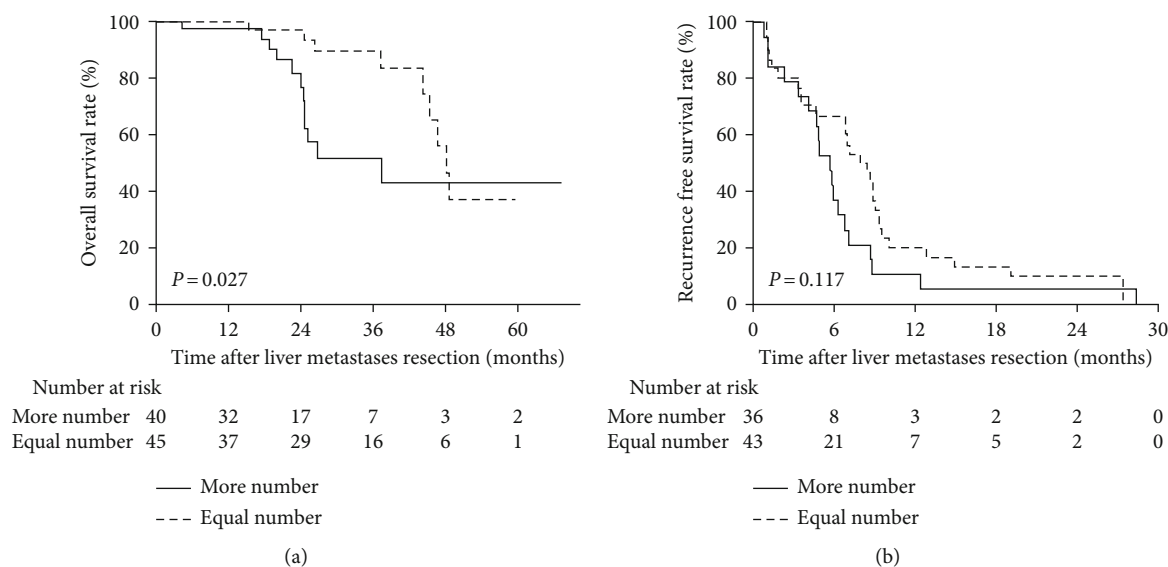 Overall survival rate (%)
100
80
60
40
20
0
P = 0.027
0 12 24 36 48 60
Time after liver metastases resection (months)
Number at risk
More number 40 32 17 7 3 2
Equal number 45 37 29 16 6 1
More number
Equal number
(a)
Recurrence free survival rate (%)
100
80
60
40
20
0
P = 0.117
0 6 12 18 24 30
Time after liver metastases resection (months)
Number at risk
More number 36 8 3 2 2 0
Equal number 43 21 7 5 2 0
More number
Equal number
(b)